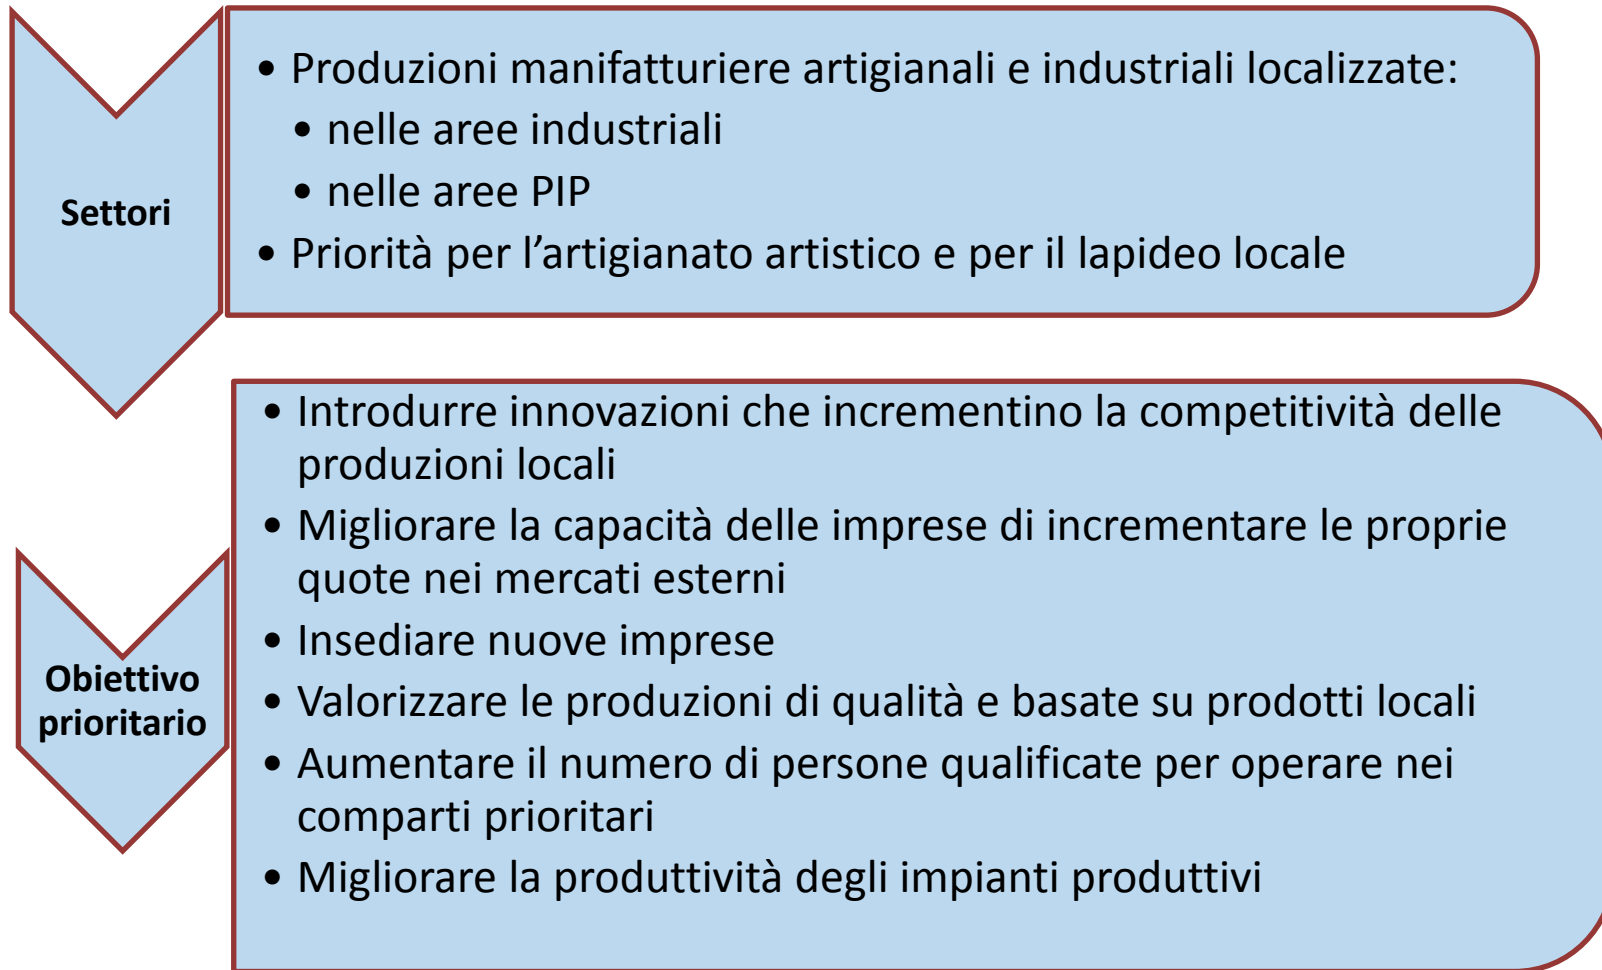 Settori
• Produzioni manifatturiere artigianali e industriali localizzate:
• nelle aree industriali
• nelle aree PIP
• Priorità per l’artigianato artistico e per il lapideo locale
Obiettivo
prioritario
• Introdurre innovazioni che incrementino la competitività delle
produzioni locali
• Migliorare la capacità delle imprese di incrementare le proprie
quote nei mercati esterni
• Insediare nuove imprese
• Valorizzare le produzioni di qualità e basate su prodotti locali
• Aumentare il numero di persone qualificate per operare nei
comparti prioritari
• Migliorare la produttività degli impianti produttivi